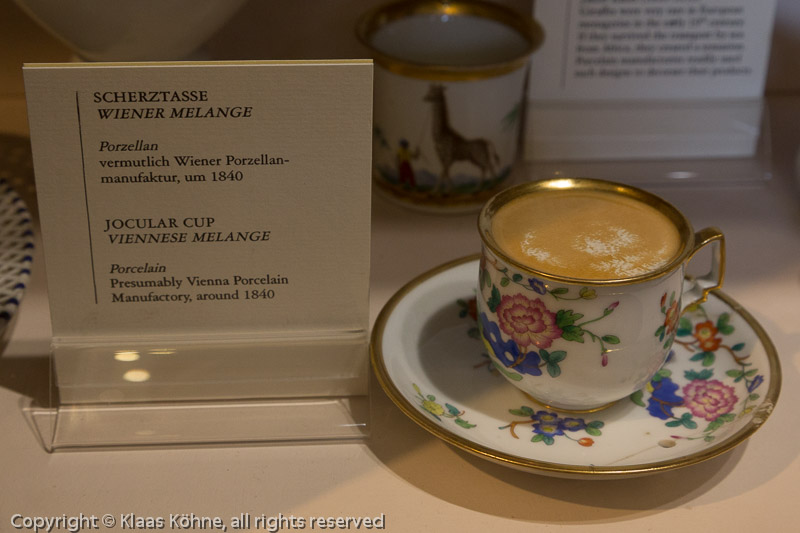 SCHERZTASSE
WIENER MELANGE
Porzellan
vermutlich Wiener Porzellan-
manufaktur, um 1840
JOCULAR CUP
VIENNESE MELANGE
Porcelain
Presumably Vienna Porcelain
Manufactory, around 1840
Copyright © Klaas Köhne, all rights reserved